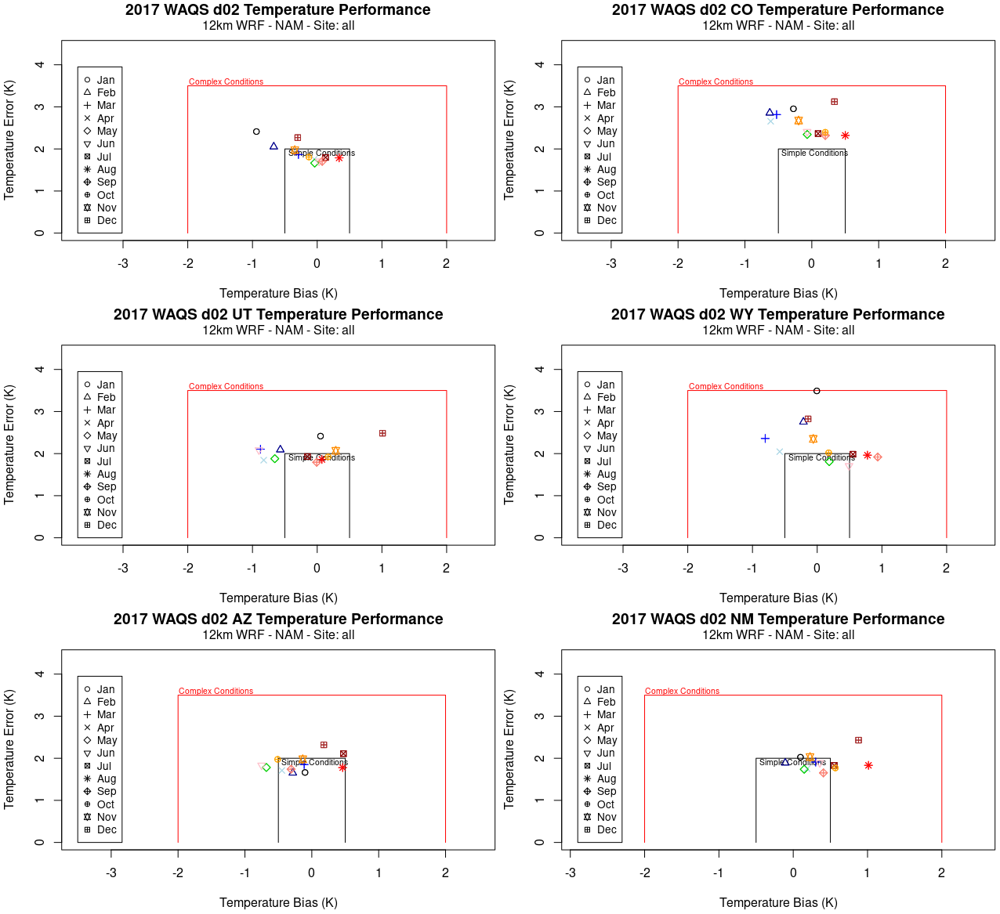 2017 WAQS d02 Temperature Performance
12km WRF - NAM - Site: all
Temperature Error (K)
4
3
2
1
0
Complex Conditions
Simple Conditions
Jan
Feb
Mar
Apr
May
Jun
Jul
Aug
Sep
Oct
Nov
Dec
-3 -2 -1 0 1 2
Temperature Bias (K)
2017 WAQS d02 CO Temperature Performance
12km WRF - NAM - Site: all
Temperature Error (K)
4
3
2
1
0
Complex Conditions
Simple Conditions
Jan
Feb
Mar
Apr
May
Jun
Jul
Aug
Sep
Oct
Nov
Dec
-3 -2 -1 0 1 2
Temperature Bias (K)
2017 WAQS d02 UT Temperature Performance
12km WRF - NAM - Site: all
Temperature Error (K)
4
3
2
1
0
Complex Conditions
Simple Conditions
Jan
Feb
Mar
Apr
May
Jun
Jul
Aug
Sep
Oct
Nov
Dec
-3 -2 -1 0 1 2
Temperature Bias (K)
2017 WAQS d02 WY Temperature Performance
12km WRF - NAM - Site: all
Temperature Error (K)
4
3
2
1
0
Complex Conditions
Simple Conditions
Jan
Feb
Mar
Apr
May
Jun
Jul
Aug
Sep
Oct
Nov
Dec
-3 -2 -1 0 1 2
Temperature Bias (K)
2017 WAQS d02 AZ Temperature Performance
12km WRF - NAM - Site: all
Temperature Error (K)
4
3
2
1
0
Complex Conditions
Simple Conditions
Jan
Feb
Mar
Apr
May
Jun
Jul
Aug
Sep
Oct
Nov
Dec
-3 -2 -1 0 1 2
Temperature Bias (K)
2017 WAQS d02 NM Temperature Performance
12km WRF - NAM - Site: all
Temperature Error (K)
4
3
2
1
0
Complex Conditions
Simple Conditions
Jan
Feb
Mar
Apr
May
Jun
Jul
Aug
Sep
Oct
Nov
Dec
-3 -2 -1 0 1 2
Temperature Bias (K)